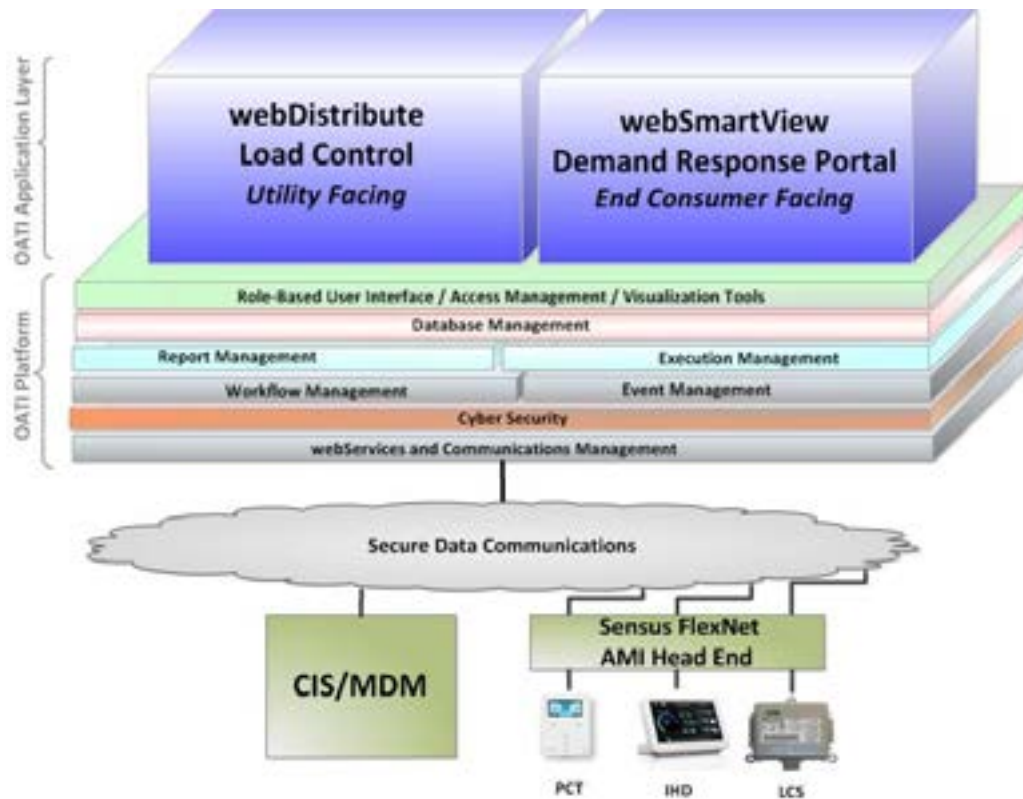 OATI Application Layer
webDistribute
Load Control
Utility Facing
webSmartView
Demand Response Portal
End Consumer Facing
OATI Platform
Role-Based User Interface / Access Management / Visualization Tools
Database Management
Report Management
Execution Management
Workflow Management
Event Management
Cyber Security
webServices and Communications Management
Secure Data Communications
CIS/MDM
Sensus FlexNet
AMI Head End
PCT
IHD
LCS